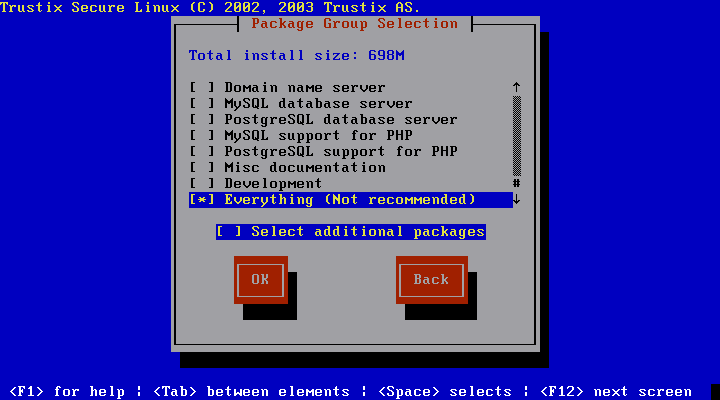 Trustix Secure Linux (C) 2002, 2003 Trustix AS.
Package Group Selection
Total install size: 698M
[ ] Domain name server
[ ] MySQL database server
[ ] PostgreSQL database server
[ ] MySQL support for PHP
[ ] PostgreSQL support for PHP
[ ] Misc documentation
[ ] Development #
[*] Everything (Not recommended)
[ ] Select additional packages
OK Back
<F1> for help ¦ <Tab> between elements ¦ <Space> selects ¦ <F12> next screen